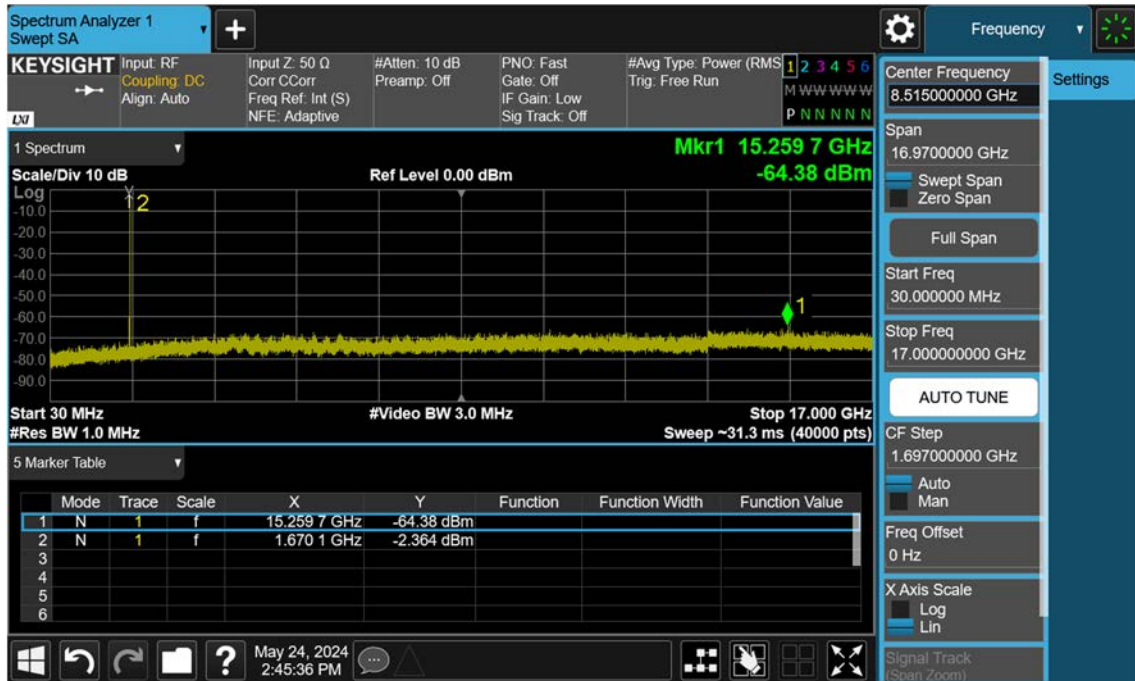 Spectrum Analyzer 1
Swept SA
+
Frequency
KEYSIGHT
LXI
Input: RF
Coupling: DC
Align: Auto
Input Z: 50 Ω
Corr CCorr
Freq Ref: Int (S)
NFE: Adaptive
#Atten: 10 dB
Preamp: Off
PNO: Fast
Gate: Off
IF Gain: Low
Sig Track: Off
#Avg Type: Power (RMS
Trig: Free Run
1 2 3 4 5 6
M W W W W W
P N N N N N
1 Spectrum
Mkr1 15.259 7 GHz
-64.38 dBm
Scale/Div 10 dB
Ref Level 0.00 dBm
Log
-10.0
-20.0
-30.0
-40.0
-50.0
-60.0
-70.0
-80.0
-90.0
2
1
Start 30 MHz
#Video BW 3.0 MHz
Stop 17.000 GHz
#Res BW 1.0 MHz
Sweep ~31.3 ms (40000 pts)
5 Marker Table
Mode Trace Scale X Y Function Function Width Function Value
1 N 1 f 15.259 7 GHz -64.38 dBm
2 N 1 f 1.670 1 GHz -2.364 dBm
3
4
5
6
Center Frequency
8.515000000 GHz
Span
16.9700000 GHz
Swept Span
Zero Span
Full Span
Start Freq
30.000000 MHz
Stop Freq
17.000000000 GHz
AUTO TUNE
CF Step
1.697000000 GHz
Auto
Man
Freq Offset
0 Hz
X Axis Scale
Log
Lin
Signal Track
(Span Zoom)
Settings
?
May 24, 2024
2:45:36 PM